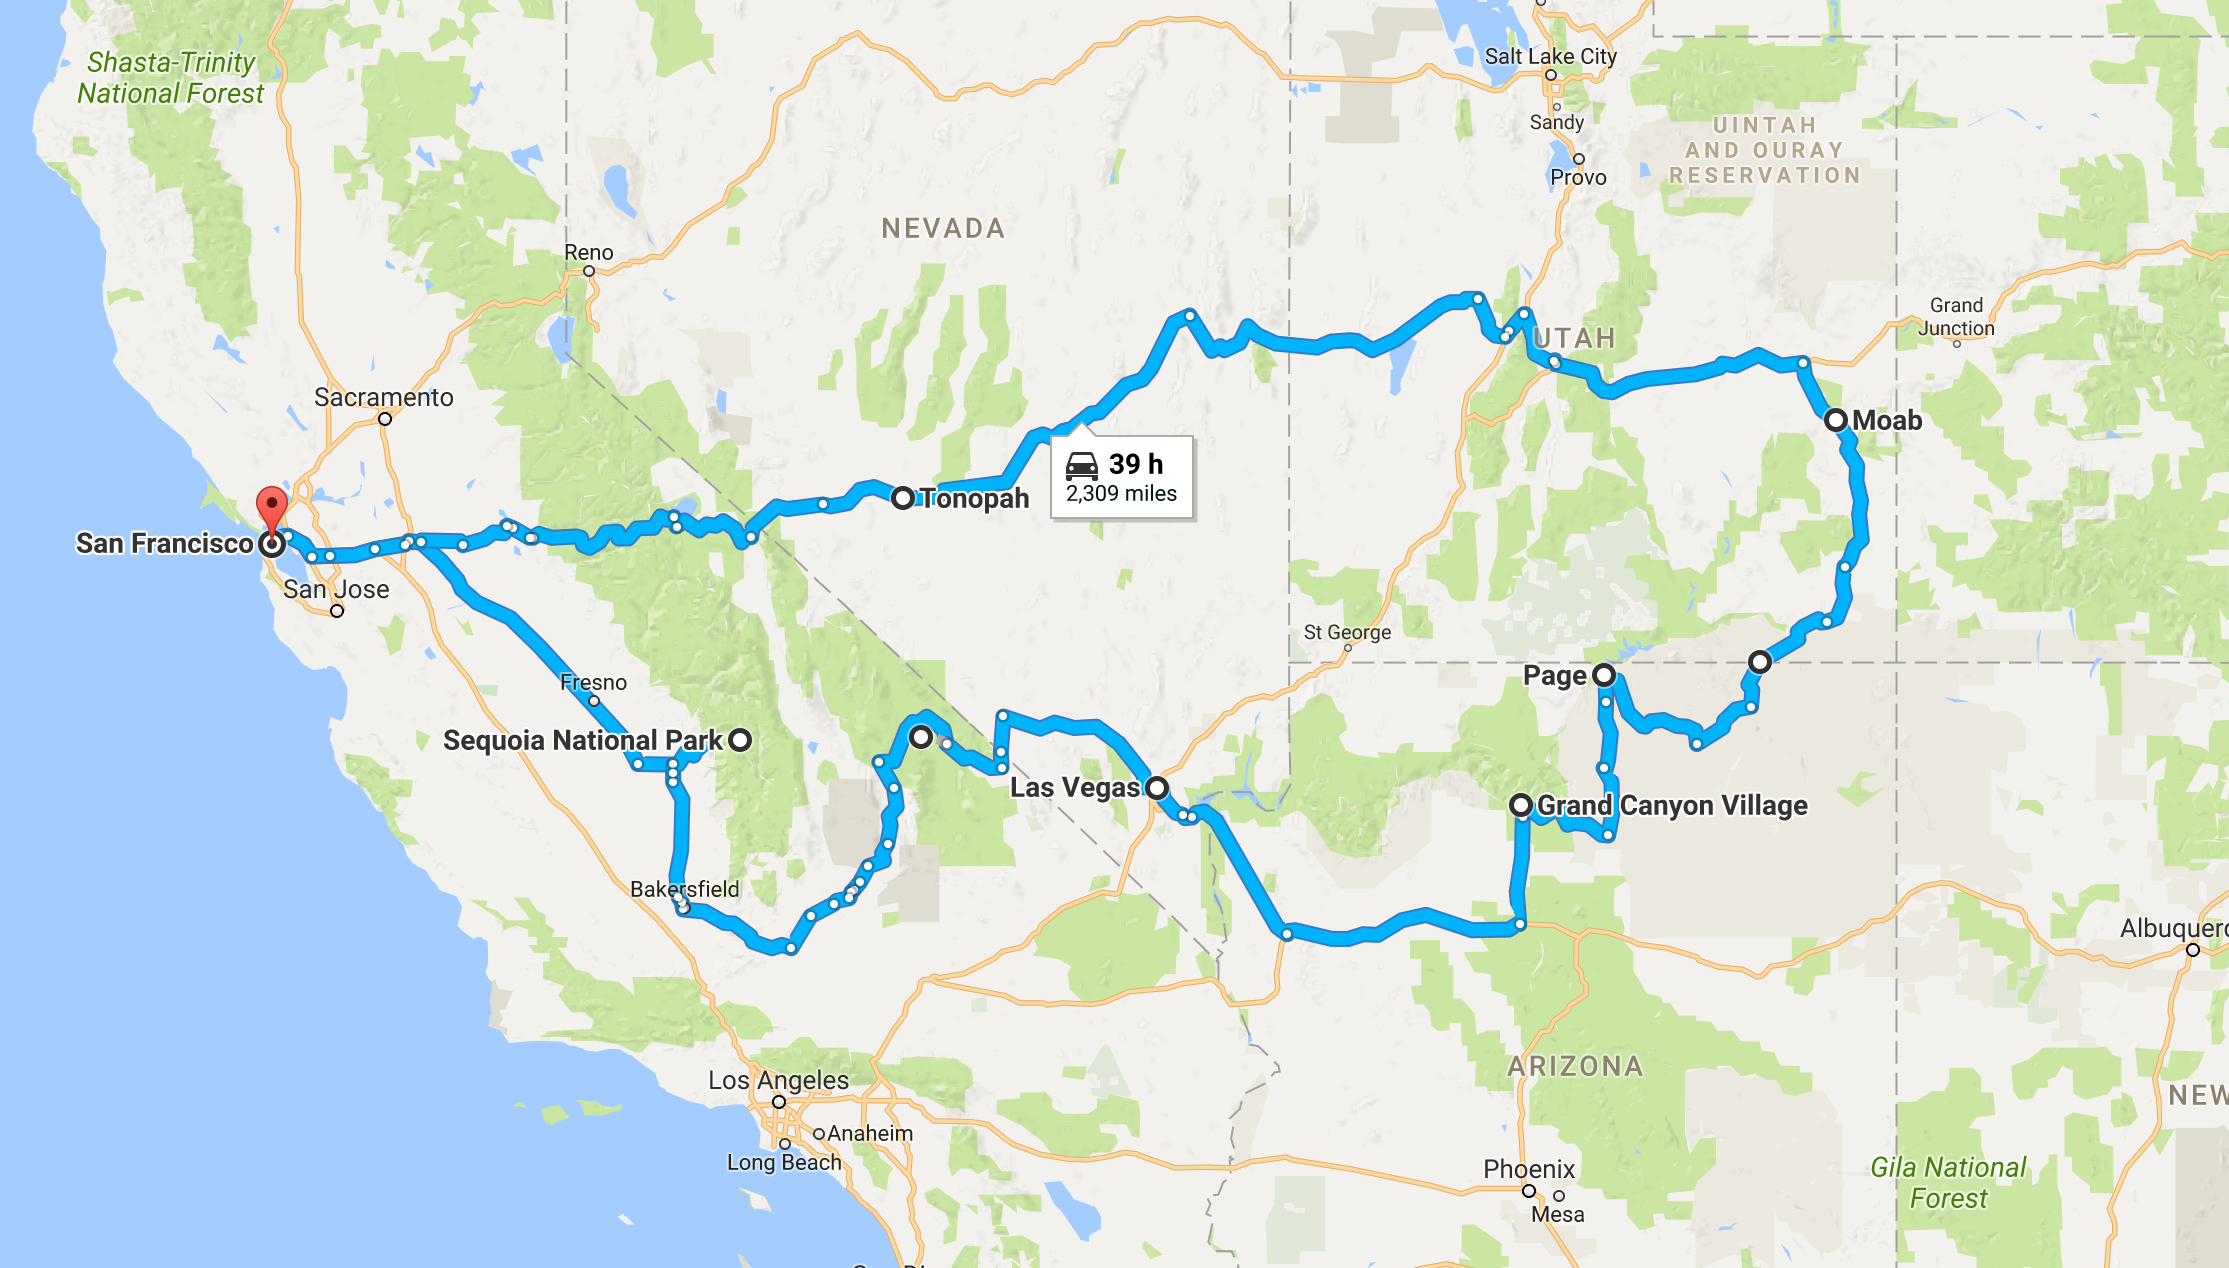 Shasta-Trinity
National Forest
Salt Lake City
Sandy
Provo
UINTAH
AND OURAY
RESERVATION
NEVADA
Reno
Grand
Junction
UTAH
Sacramento
Moab
39 h
2,309 miles
Tonopah
San Francisco
San Jose
St George
Page
Fresno
Sequoia National Park
Las Vegas
Grand Canyon Village
Bakersfield
Albuquerq
Los Angeles
ARIZONA
NEW
Anaheim
Long Beach
Phoenix
Mesa
Gila National
Forest